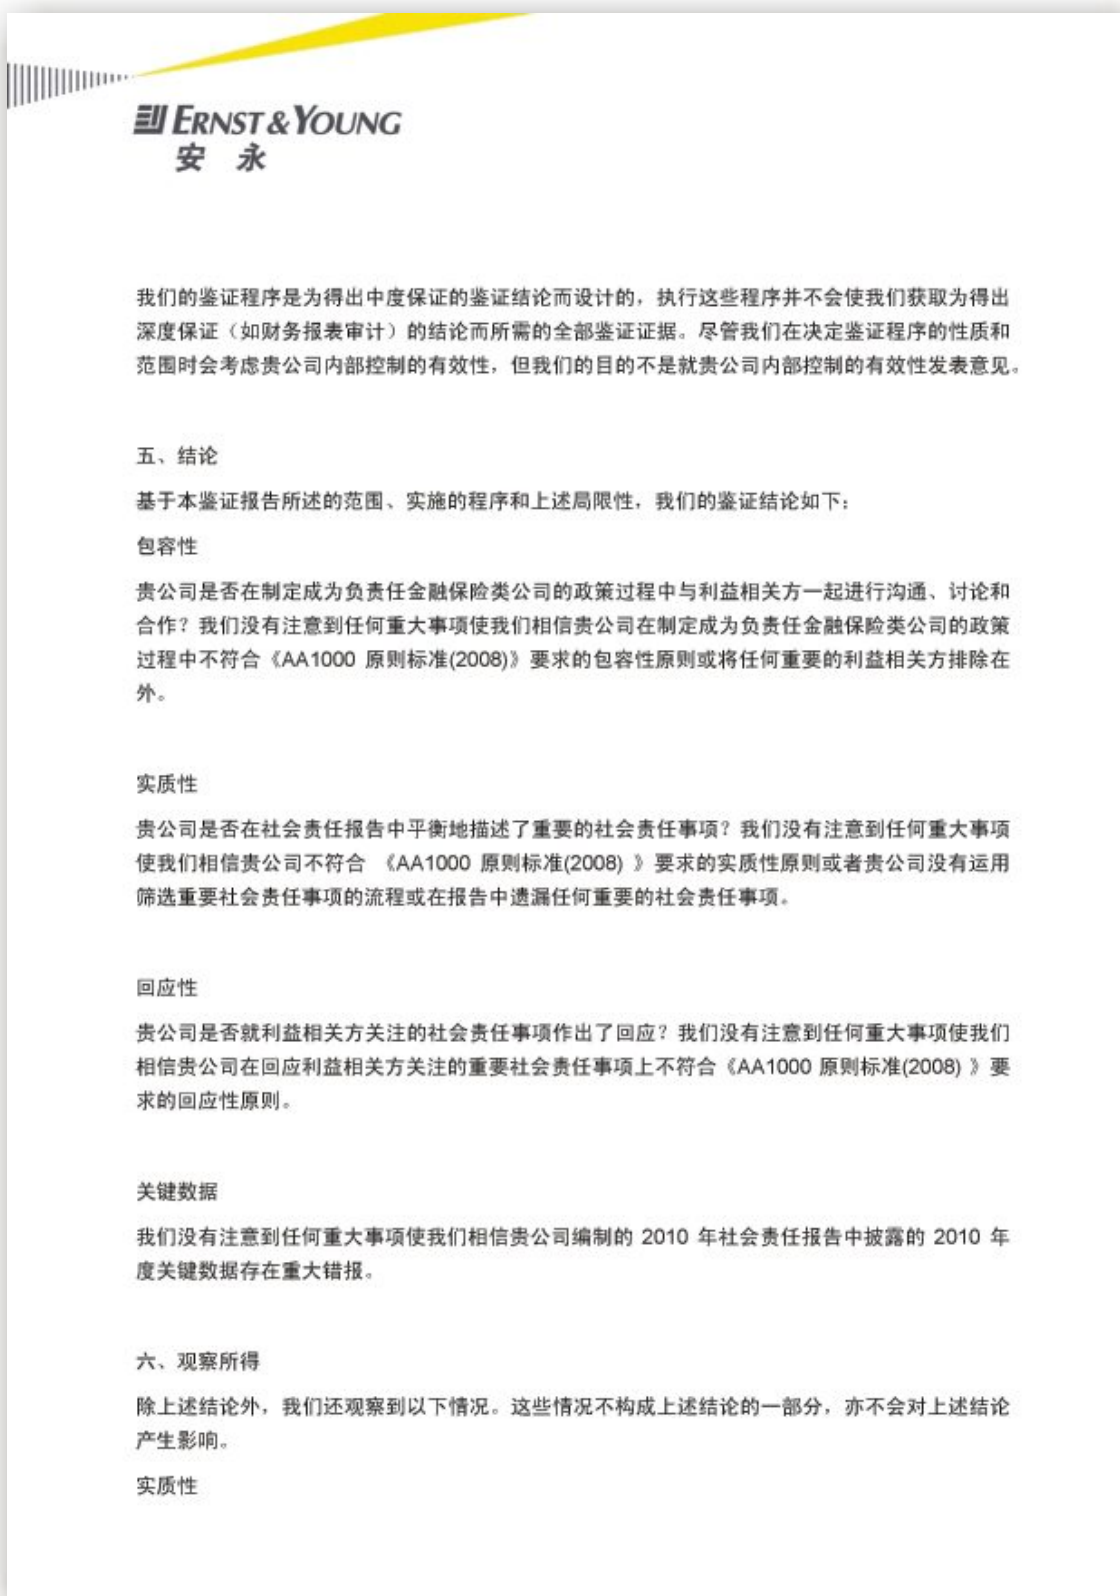 ERNST & YOUNG
安 永
我们的鉴证程序是为得出中度保证的鉴证结论而设计的，执行这些程序并不会使我们获取为得出
深度保证（如财务报表审计）的结论而所需的全部鉴证证据。尽管我们在决定鉴证程序的性质和
范围时会考虑贵公司内部控制的有效性，但我们的目的不是就贵公司内部控制的有效性发表意见。
五、结论
基于本鉴证报告所述的范围、实施的程序和上述局限性，我们的鉴证结论如下：
包容性
贵公司是否在制定成为负责任金融保险类公司的政策过程中与利益相关方一起进行沟通、讨论和
合作？我们没有注意到任何重大事项使我们相信贵公司在制定成为负责任金融保险类公司的政策
过程中不符合《AA1000 原则标准(2008)》要求的包容性原则或将任何重要的利益相关方排除在
外。
实质性
贵公司是否在社会责任报告中平衡地描述了重要的社会责任事项？我们没有注意到任何重大事项
使我们相信贵公司不符合 《AA1000 原则标准(2008) 》要求的实质性原则或者贵公司没有运用
筛选重要社会责任事项的流程或在报告中遗漏任何重要的社会责任事项。
回应性
贵公司是否就利益相关方关注的社会责任事项作出了回应？我们没有注意到任何重大事项使我们
相信贵公司在回应利益相关方关注的重要社会责任事项上不符合《AA1000 原则标准(2008) 》要
求的回应性原则。
关键数据
我们没有注意到任何重大事项使我们相信贵公司编制的 2010 年社会责任报告中披露的 2010 年
度关键数据存在重大错报。
六、观察所得
除上述结论外，我们还观察到以下情况。这些情况不构成上述结论的一部分，亦不会对上述结论
产生影响。
实质性